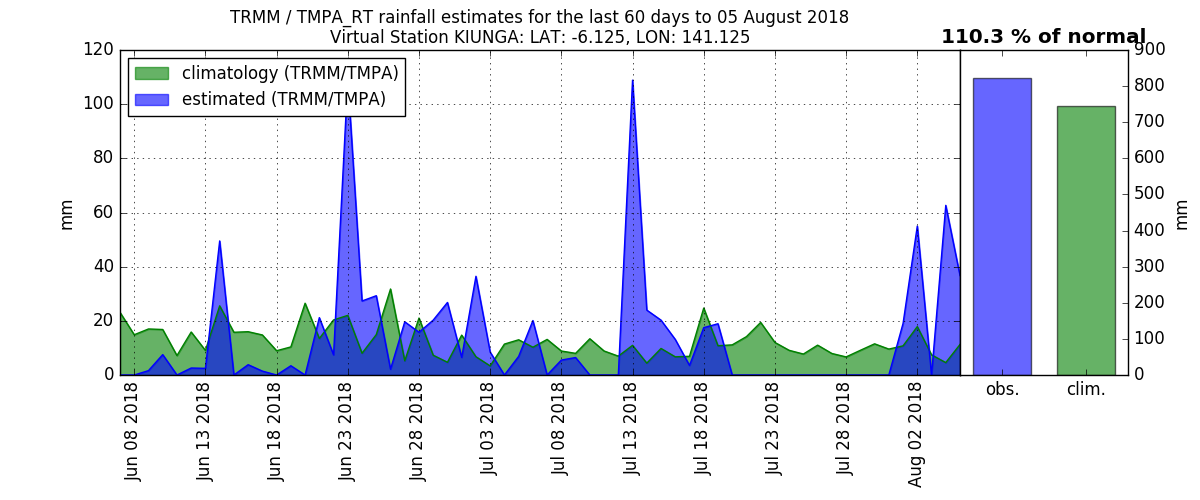 TRMM / TMPA_RT rainfall estimates for the last 60 days to 05 August 2018
Virtual Station KIUNGA: LAT: -6.125, LON: 141.125
110.3 % of normal
climatology (TRMM/TMPA)
estimated (TRMM/TMPA)
120
100
80
60
40
20
0
mm
Jun 08 2018
Jun 13 2018
Jun 18 2018
Jun 23 2018
Jun 28 2018
Jul 03 2018
Jul 08 2018
Jul 13 2018
Jul 18 2018
Jul 23 2018
Jul 28 2018
Aug 02 2018
900
800
700
600
500
400
300
200
100
0
mm
obs.
clim.